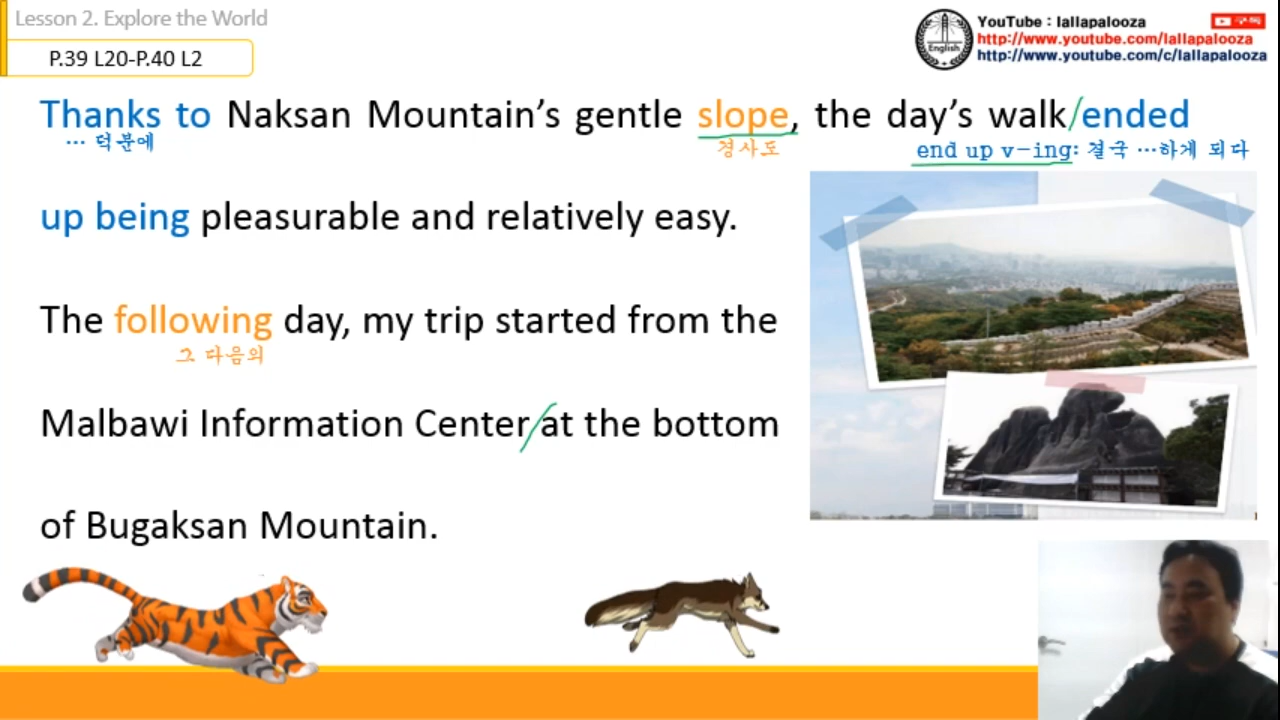 Lesson 2. Explore the World
P.39 L20-P.40 L2
English
YouTube : lallapalooza
구독
http://www.youtube.com/lallapalooza
http://www.youtube.com/c/lallapalooza
Thanks to Naksan Mountain’s gentle slope, the day’s walk/ended
… 덕분에
경사도
end up v-ing: 결국 …하게 되다
up being pleasurable and relatively easy.
The following day, my trip started from the
그 다음의
Malbawi Information Center/at the bottom
of Bugaksan Mountain.